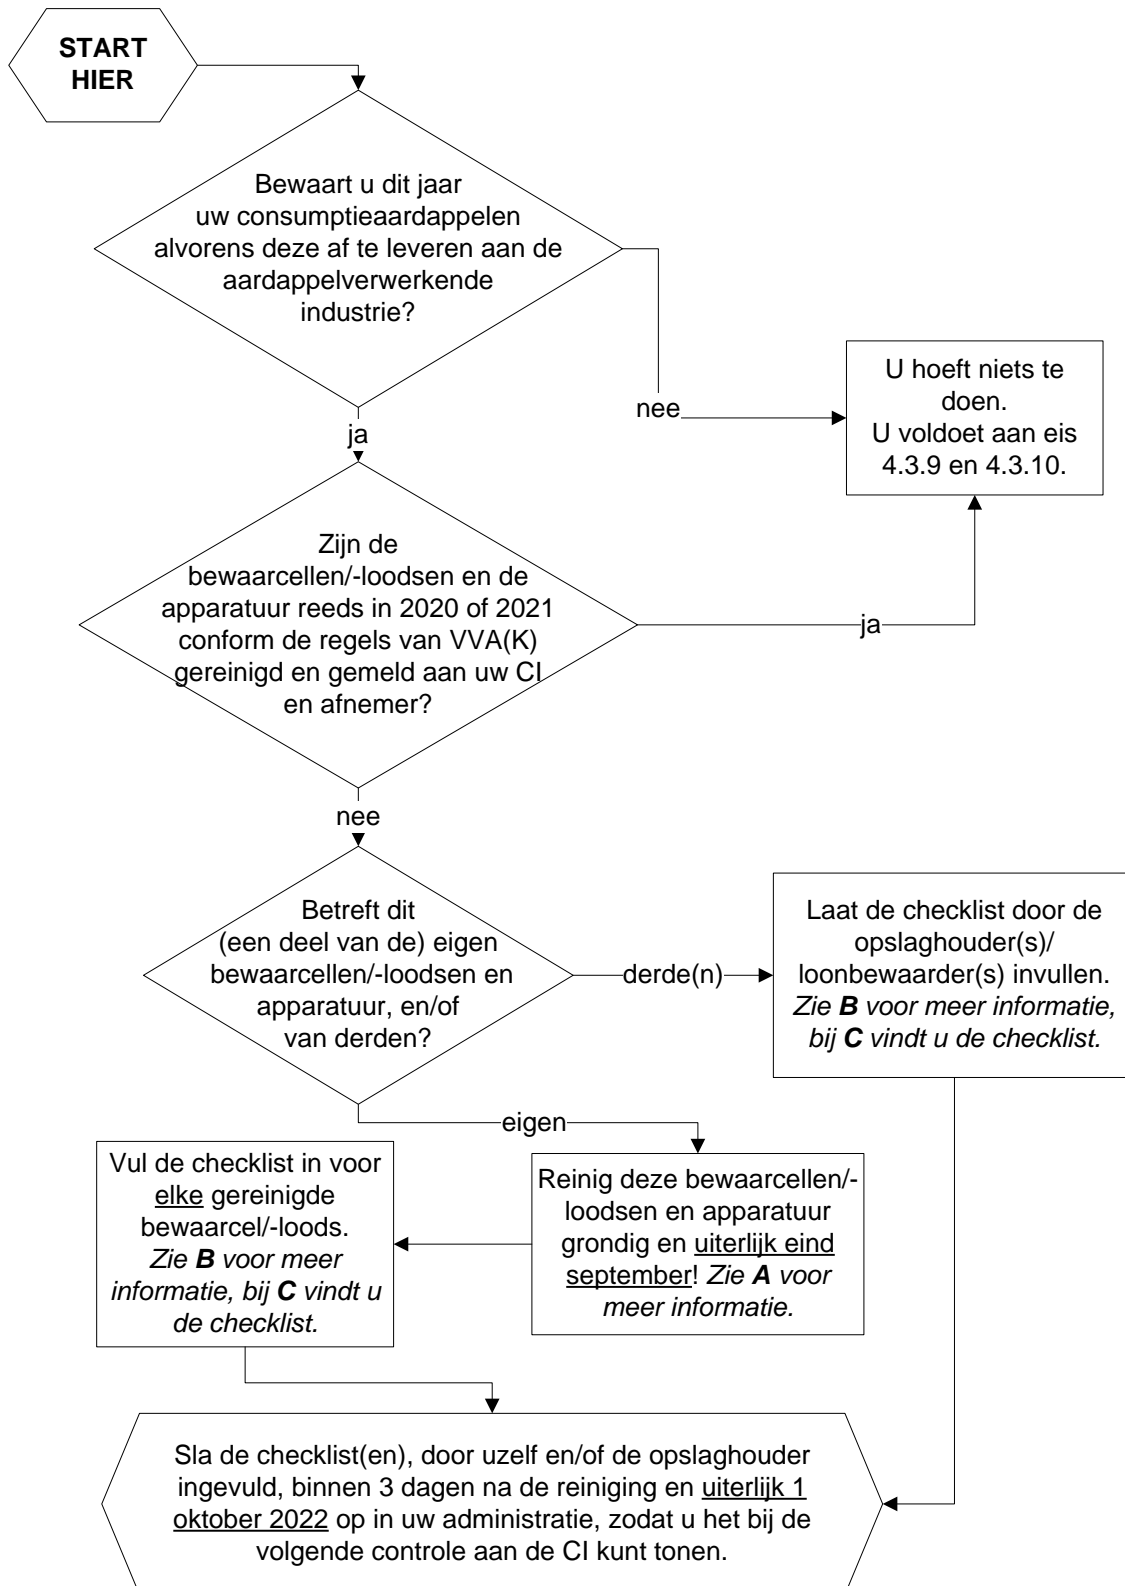 START
HIER
Bewaart u dit jaar
uw consumptieaardappelen
alvorens deze af te leveren aan de
aardappelverwerkende
industrie?
nee
U hoeft niets te
doen.
U voldoet aan eis
4.3.9 en 4.3.10.
ja
Zijn de
bewaarcellen/-loodsen en de
apparatuur reeds in 2020 of 2021
conform de regels van VVA(K)
gereinigd en gemeld aan uw CI
en afnemer?
ja
nee
Betreft dit
(een deel van de) eigen
bewaarcellen/-loodsen en
apparatuur, en/of
van derden?
derde(n)
Laat de checklist door de
opslaghouder(s)/
loonbewaarder(s) invullen.
Zie B voor meer informatie,
bij C vindt u de checklist.
eigen
Reinig deze bewaarcellen/-
loodsen en apparatuur
grondig en uiterlijk eind
september! Zie A voor
meer informatie.
Vul de checklist in voor
elke gereinigde
bewaarcel/-loods.
Zie B voor meer
informatie, bij C vindt u
de checklist.
Sla de checklist(en), door uzelf en/of de opslaghouder
ingevuld, binnen 3 dagen na de reiniging en uiterlijk 1
oktober 2022 op in uw administratie, zodat u het bij de
volgende controle aan de CI kunt tonen.